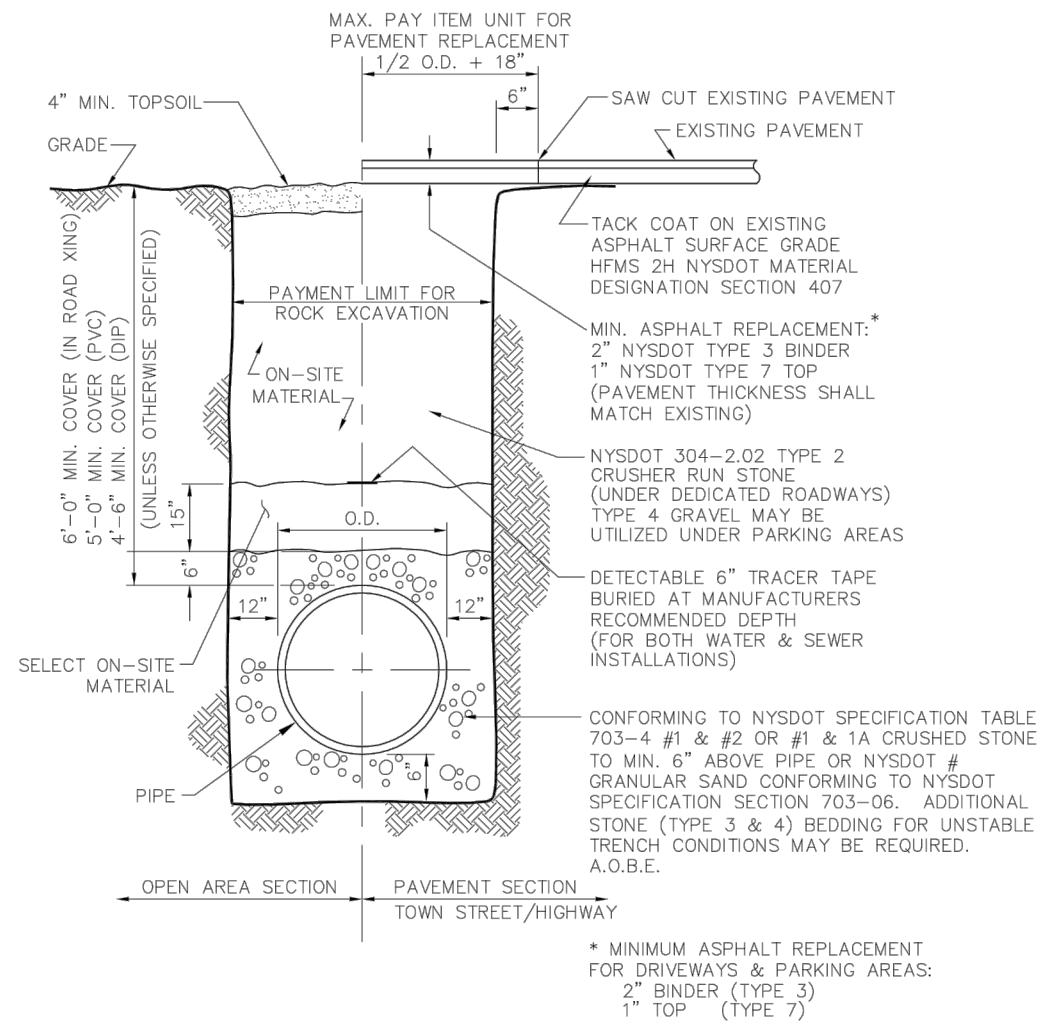 MAX. PAY ITEM UNIT FOR
PAVEMENT REPLACEMENT
1/2 O.D. + 18"
6"
4" MIN. TOPSOIL
GRADE
SAW CUT EXISTING PAVEMENT
EXISTING PAVEMENT
TACK COAT ON EXISTING
ASPHALT SURFACE GRADE
HFMS 2H NYSDOT MATERIAL
DESIGNATION SECTION 407
6'-0" MIN. COVER (IN ROAD XING)
5'-0" MIN. COVER (PVC)
4'-6" MIN. COVER (DIP)
(UNLESS OTHERWISE SPECIFIED)
PAYMENT LIMIT FOR
ROCK EXCAVATION
ON-SITE
MATERIAL
MIN. ASPHALT REPLACEMENT:*
2" NYSDOT TYPE 3 BINDER
1" NYSDOT TYPE 7 TOP
(PAVEMENT THICKNESS SHALL
MATCH EXISTING)
NYSDOT 304-2.02 TYPE 2
CRUSHER RUN STONE
(UNDER DEDICATED ROADWAYS)
TYPE 4 GRAVEL MAY BE
UTILIZED UNDER PARKING AREAS
15"
O.D.
6"
12"
12"
DETECTABLE 6" TRACER TAPE
BURIED AT MANUFACTURERS
RECOMMENDED DEPTH
(FOR BOTH WATER & SEWER
INSTALLATIONS)
SELECT ON-SITE
MATERIAL
6"
PIPE
CONFORMING TO NYSDOT SPECIFICATION TABLE
703-4 #1 & #2 OR #1 & 1A CRUSHED STONE
TO MIN. 6" ABOVE PIPE OR NYSDOT #
GRANULAR SAND CONFORMING TO NYSDOT
SPECIFICATION SECTION 703-06. ADDITIONAL
STONE (TYPE 3 & 4) BEDDING FOR UNSTABLE
TRENCH CONDITIONS MAY BE REQUIRED.
A.O.B.E.
OPEN AREA SECTION
PAVEMENT SECTION
TOWN STREET/HIGHWAY
* MINIMUM ASPHALT REPLACEMENT
FOR DRIVEWAYS & PARKING AREAS:
2" BINDER (TYPE 3)
1" TOP (TYPE 7)